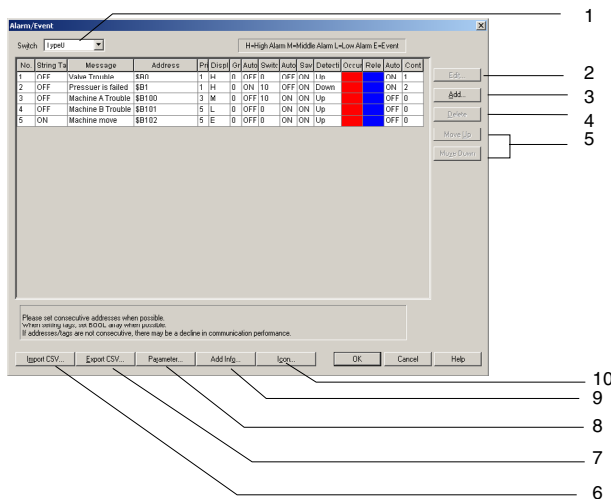 Alarm/Event
1
Switch TypeU H=High Alarm M=Middle Alarm L=Low Alarm E=Event
No. String Ta Message Address Pri Displ Gr Auto Switc Auto Sav Detecti Occur Rele Auto Cont
1 OFF Valve Trouble $B0 1 H 0 OFF 0 OFF ON Up ON 1
2 OFF Pressuer is failed $B1 1 H 0 ON 10 OFF ON Down ON 2
3 OFF Machine A Trouble $B100 3 M 0 OFF 10 ON ON Up OFF 0
4 OFF Machine B Trouble $B101 5 L 0 OFF 0 ON ON Up OFF 0
5 ON Machine move $B102 5 E 0 OFF 0 ON ON Up OFF 0
Edit... 2
Add... 3
Delete 4
Move Up 5
Move Down
Please set consecutive addresses when possible.
When setting tags, set BOOL array when possible.
If addresses/tags are not consecutive, there may be a decline in communication performance.
Import CSV... Export CSV... Parameter... Add Info... Icon... OK Cancel Help
10
9
8
7
6